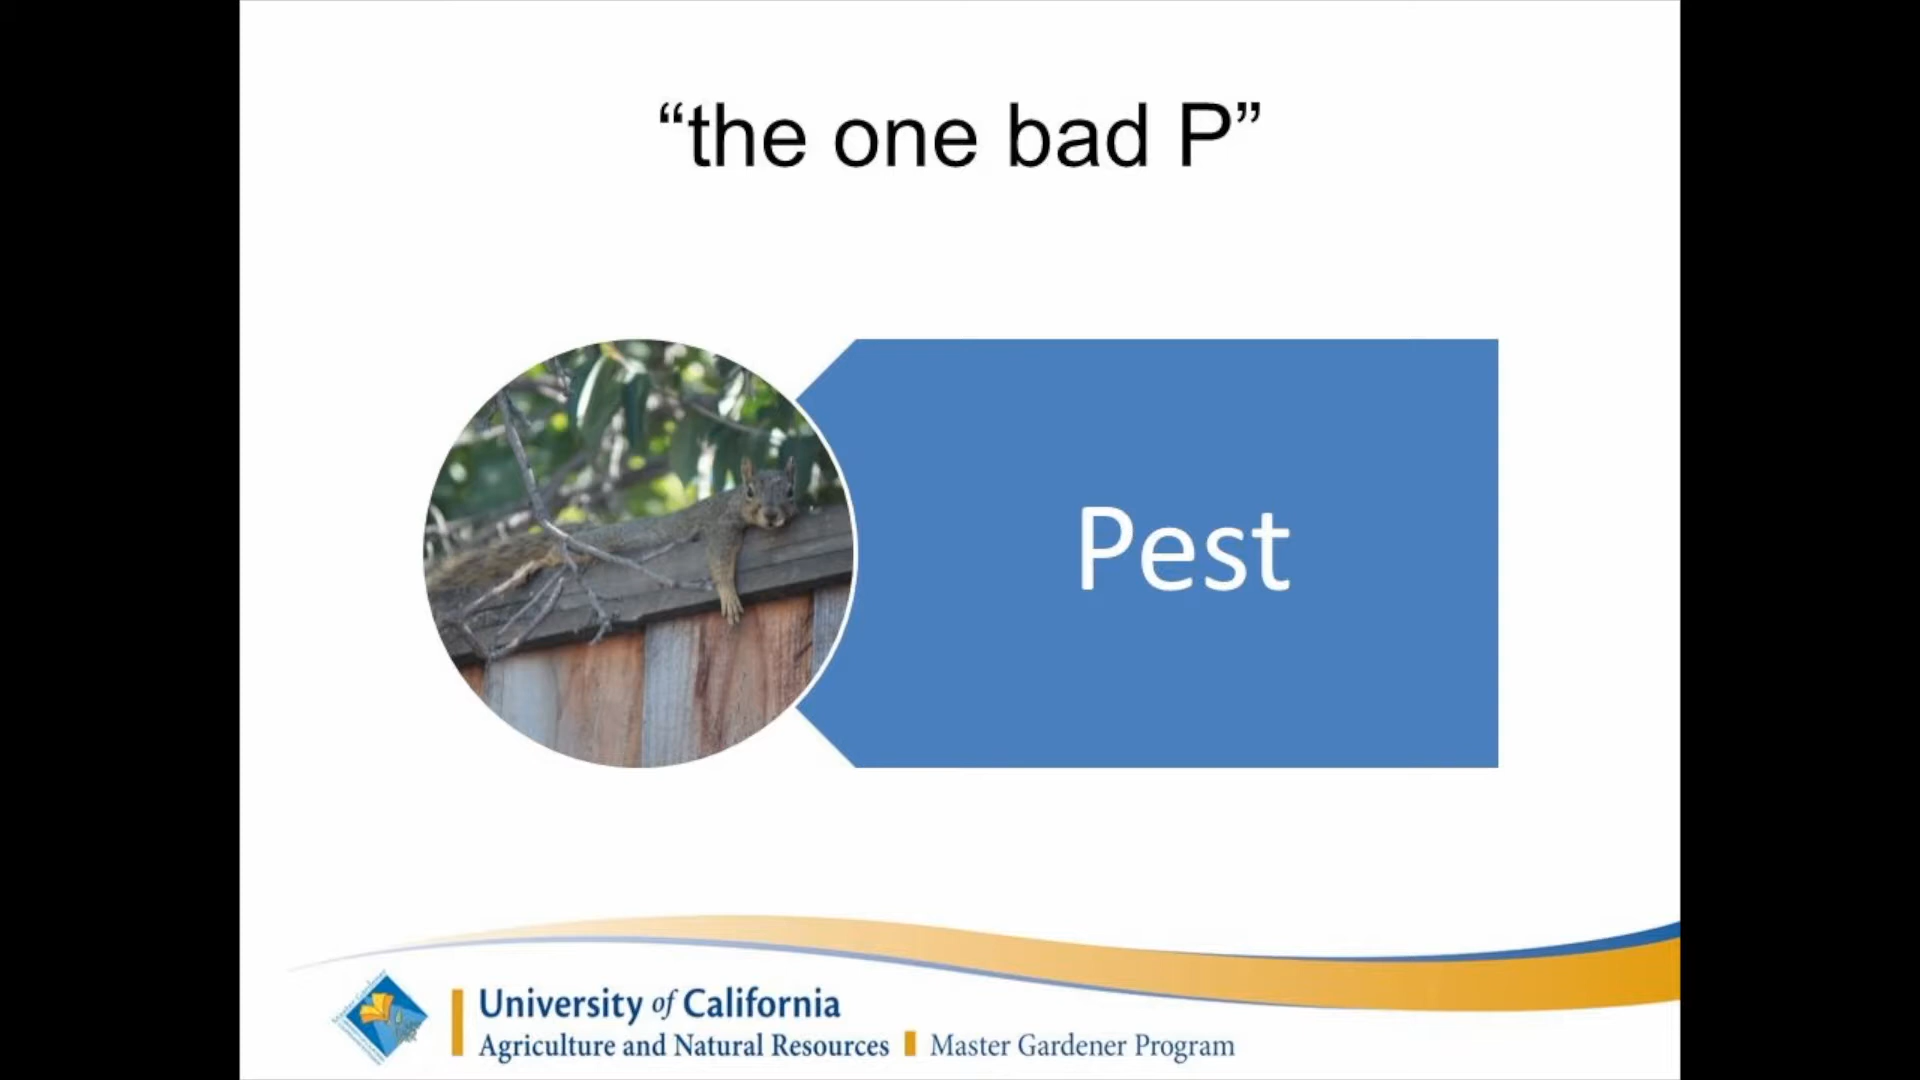 “the one bad P”
Pest
University of California
Agriculture and Natural Resources Master Gardener Program